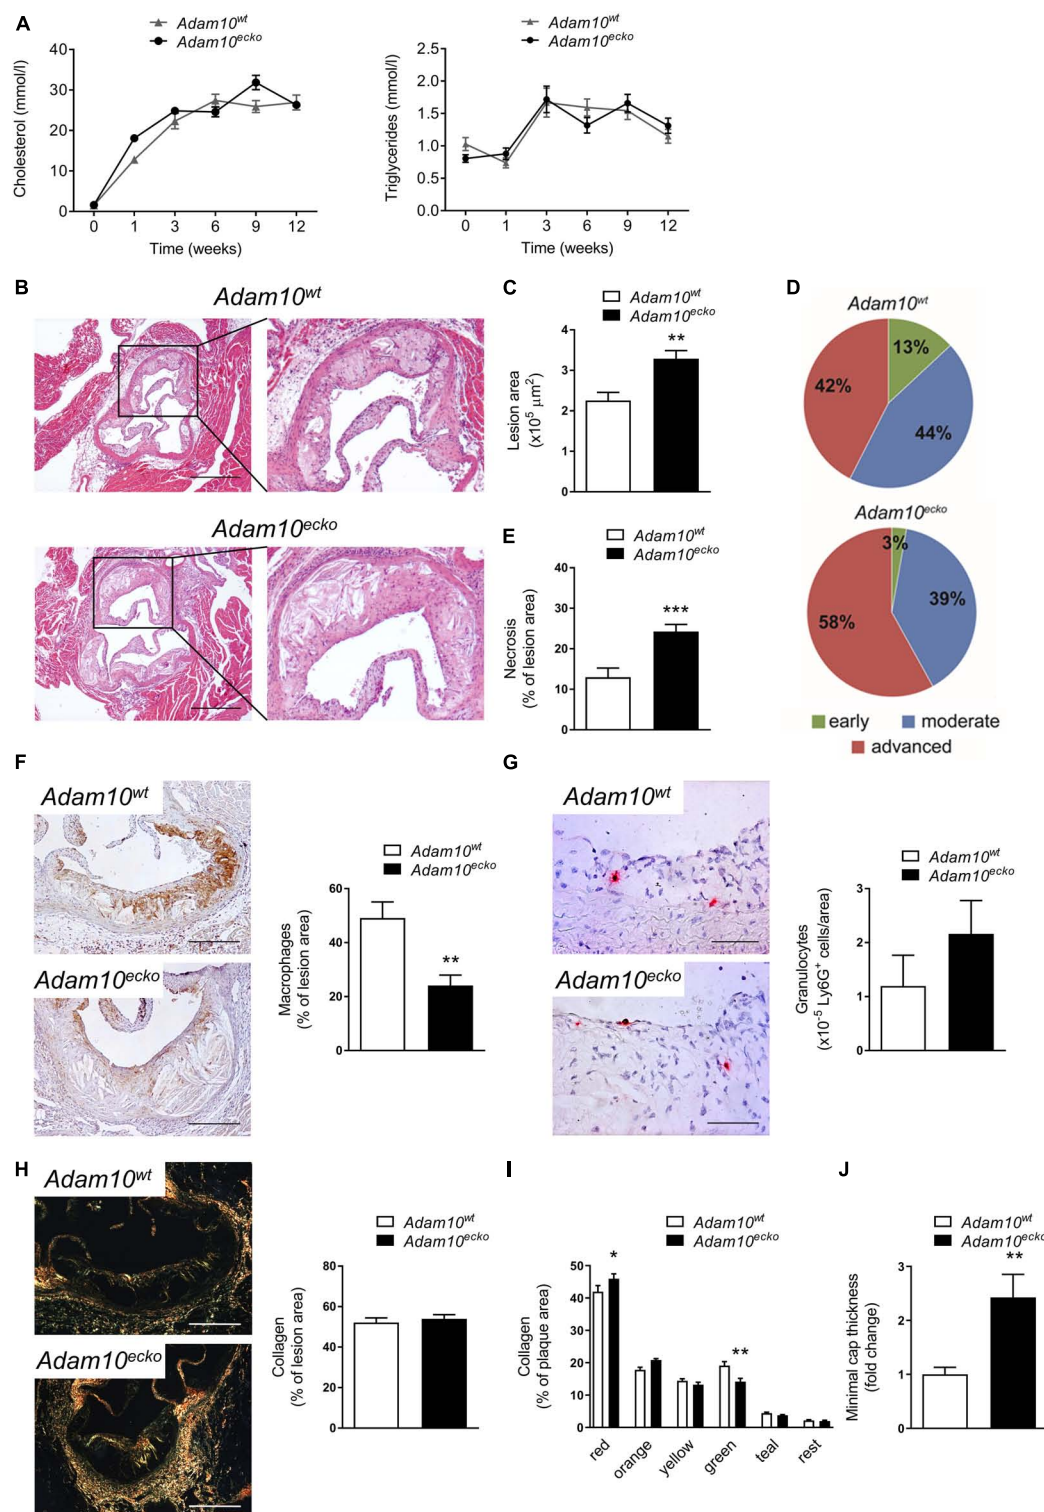 A
Adam10wt
Adam10ecko
Cholesterol (mmol/l)
40
30
20
10
0
0 1 3 6 9 12
Time (weeks)
Adam10wt
Adam10ecko
Triglycerides (mmol/l)
2.5
2.0
1.5
1.0
0.5
0.0
0 1 3 6 9 12
Time (weeks)
B
Adam10wt
Adam10ecko
C
Adam10wt
Adam10ecko
Lesion area
(x105 μm2)
4
3
2
1
0
**
D
Adam10wt
13%
42%
44%
Adam10ecko
3%
39%
58%
early
moderate
advanced
E
Adam10wt
Adam10ecko
Necrosis
(% of lesion area)
40
30
20
10
0
***
F
Adam10wt
Adam10ecko
Adam10wt
Adam10ecko
Macrophages
(% of lesion area)
60
40
20
0
**
G
Adam10wt
Adam10ecko
Adam10wt
Adam10ecko
Granulocytes
(x10-5 Ly6G+ cells/area)
3
2
1
0
H
Adam10wt
Adam10ecko
Adam10wt
Adam10ecko
Collagen
(% of lesion area)
80
60
40
20
0
I
Adam10wt
Adam10ecko
Collagen
(% of plaque area)
50
40
30
20
10
0
*
**
red
orange
yellow
green
teal
rest
J
Adam10wt
Adam10ecko
Minimal cap thickness
(fold change)
3
2
1
0
**